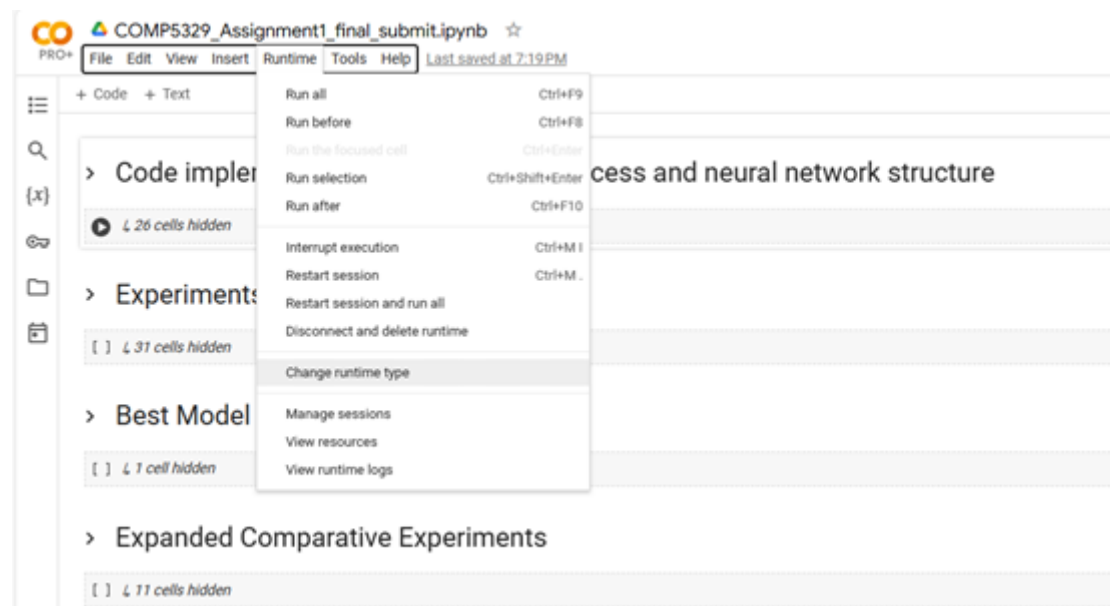 CO COMP5329_Assignment1_final_submit.ipynb
PRO+ File Edit View Insert Runtime Tools Help Last saved at 7:19 PM
+ Code + Text
Run all Ctrl+F9
Run before Ctrl+F8
Run the focused cell Ctrl+Enter
Run selection Ctrl+Shift+Enter
Run after Ctrl+F10
Interrupt execution Ctrl+M I
Restart session Ctrl+M .
Restart session and run all
Disconnect and delete runtime
Change runtime type
Manage sessions
View resources
View runtime logs
{x}
> Code impler cess and neural network structure
26 cells hidden
> Experiments
[ ] 31 cells hidden
> Best Model
[ ] 1 cell hidden
> Expanded Comparative Experiments
[ ] 11 cells hidden